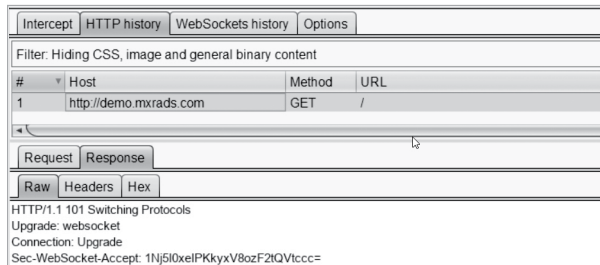 Intercept HTTP history WebSockets history Options
Filter: Hiding CSS, image and general binary content
# Host Method URL
1 http://demo.mxrads.com GET /
Request Response
Raw Headers Hex
HTTP/1.1 101 Switching Protocols
Upgrade: websocket
Connection: Upgrade
Sec-WebSocket-Accept: 1Nj5l0xeIPKkyxV8ozF2tQVtccc=